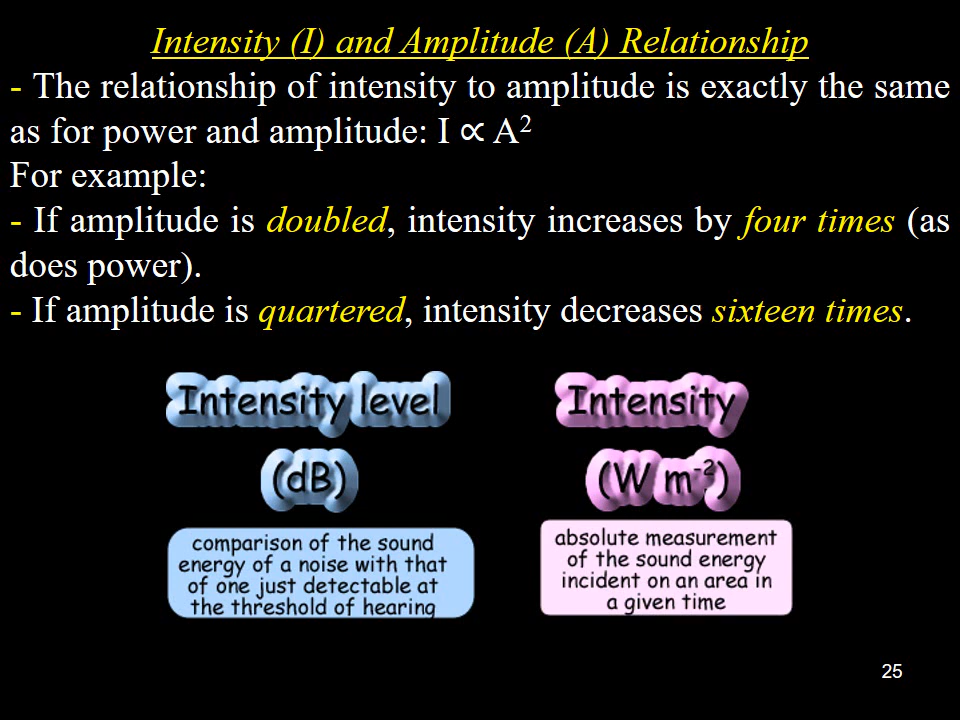 Intensity (I) and Amplitude (A) Relationship
- The relationship of intensity to amplitude is exactly the same
as for power and amplitude: I ∝ A²
For example:
- If amplitude is doubled, intensity increases by four times (as
does power).
- If amplitude is quartered, intensity decreases sixteen times.
Intensity level
(dB)
comparison of the sound
energy of a noise with that
of one just detectable at
the threshold of hearing
Intensity
(W m⁻²)
absolute measurement
of the sound energy
incident on an area in
a given time
25